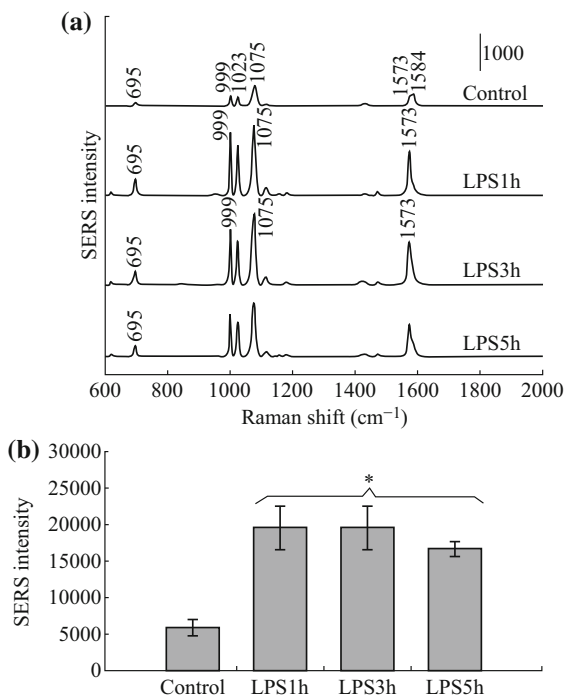 (a)
1000
695
999
1023
1075
1573
1584
Control
695
999
1075
1573
LPS1h
695
999
1075
1573
LPS3h
695
LPS5h
SERS intensity
600 800 1000 1200 1400 1600 1800 2000
Raman shift (cm⁻¹)
(b)
30000
25000
20000
15000
10000
5000
0
SERS intensity
*
Control LPS1h LPS3h LPS5h